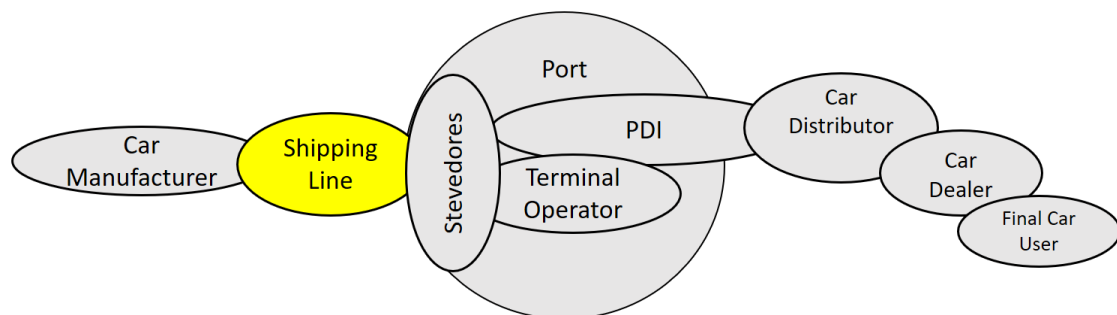 Car
Manufacturer
Shipping
Line
Stevedores
Port
PDI
Terminal
Operator
Car
Distributor
Car
Dealer
Final Car
User